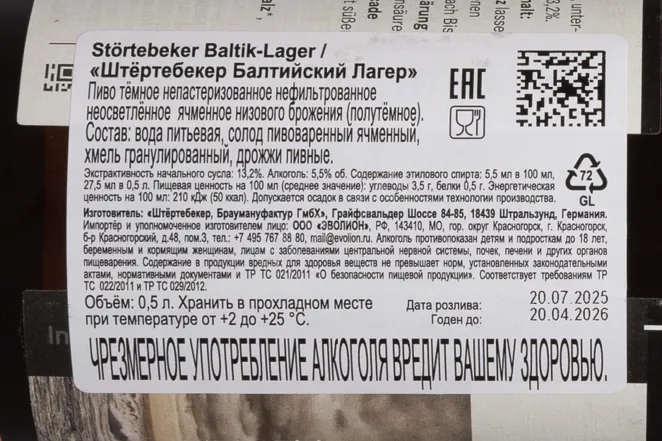 Störtebeker Baltik-Lager /
«Штёртебекер Балтийский Лагер»
Пиво тёмное непастеризованное нефильтрованное
неосветлённое ячменное низового брожения (полутёмное).
Состав: вода питьевая, солод пивоваренный ячменный,
хмель гранулированный, дрожжи пивные.
Экстрактивность начального сусла: 13,2%. Алкоголь: 5,5% об. Содержание этилового спирта: 5,5 мл в 100 мл,
27,5 мл в 0,5 л. Пищевая ценность на 100 мл (среднее значение): углеводы 3,5 г, белки 0,5 г. Энергетическая
ценность на 100 мл: 210 кДж (50 ккал). Допускается осадок в связи с особенностями технологии производства.
Изготовитель: «Штёртебекер, Браумануфактур ГмбХ», Грайфсвальдер Шоссе 84-85, 18439 Штральзунд, Германия.
Импортёр и уполномоченное изготовителем лицо: ООО «ЭВОЛИОН», РФ, 143410, МО, гор. округ Красногорск, г. Красногорск,
б-р Красногорский, д.48, пом.3, тел.: +7 495 767 88 80, mail@evolion.ru. Алкоголь противопоказан детям и подросткам до 18 лет,
беременным и кормящим женщинам, лицам с заболеваниями центральной нервной системы, почек, печени и других органов
пищеварения. Содержание в продукции вредных для здоровья веществ не превышает норм, установленных законодательными
актами, нормативными документами и ТР ТС 021/2011 «О безопасности пищевой продукции». Соответствует требованиям ТР
ТС 022/2011 и ТР ТС 029/2012.
Объём: 0,5 л. Хранить в прохладном месте
при температуре от +2 до +25 °С.
Дата розлива: 20.07.2025
Годен до: 20.04.2026
ЧРЕЗМЕРНОЕ УПОТРЕБЛЕНИЕ АЛКОГОЛЯ ВРЕДИТ ВАШЕМУ ЗДОРОВЬЮ.
EAC
72
GL